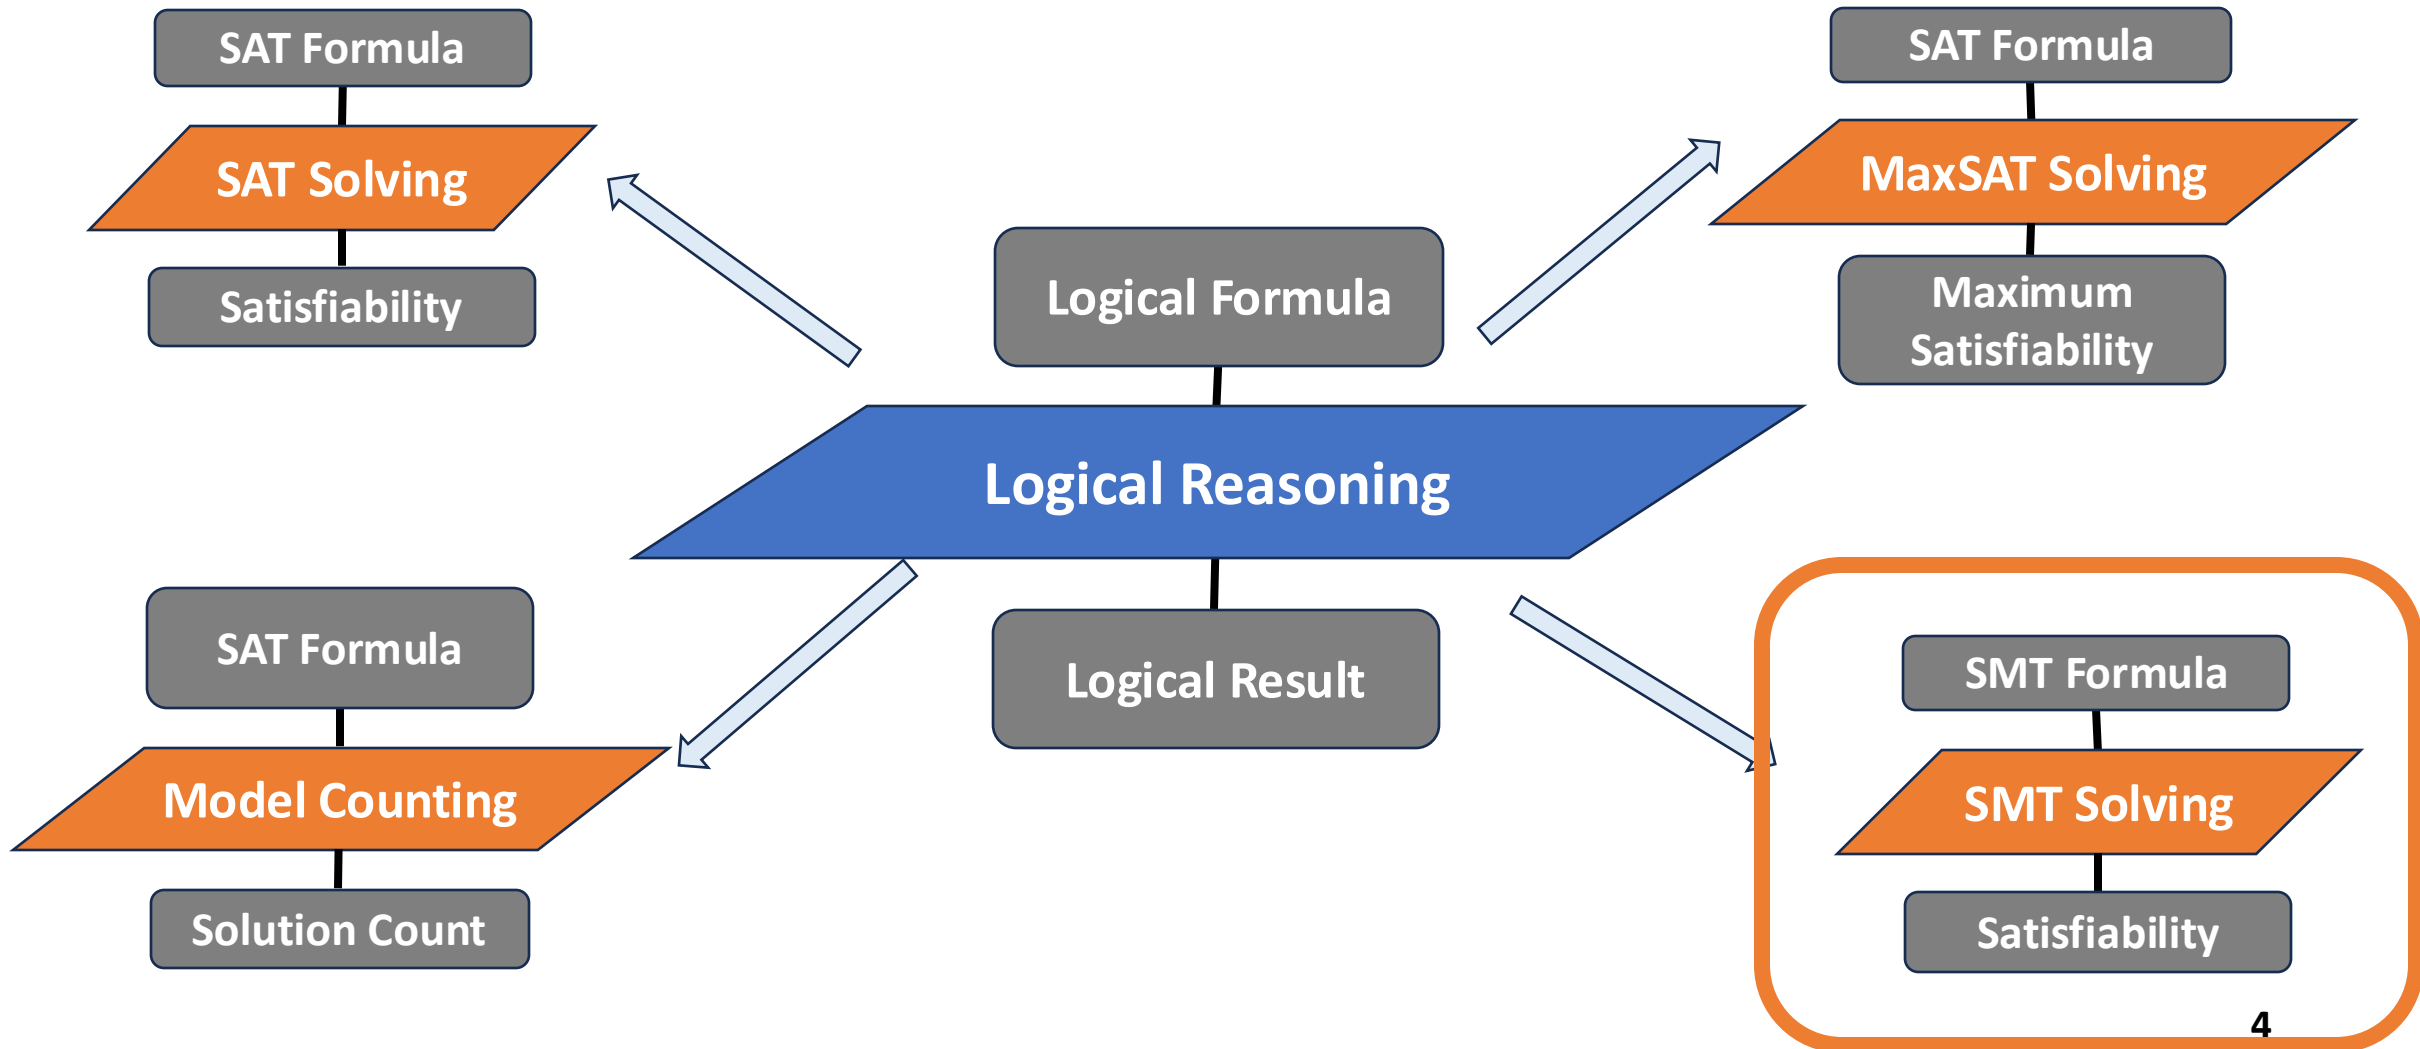 SAT Formula
SAT Solving
Satisfiability
SAT Formula
MaxSAT Solving
Maximum
Satisfiability
Logical Formula
Logical Reasoning
Logical Result
SAT Formula
Model Counting
Solution Count
SMT Formula
SMT Solving
Satisfiability
4